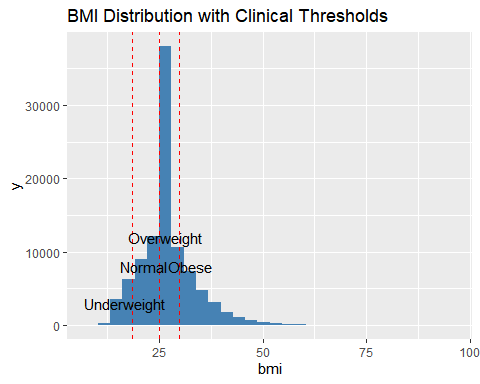 BMI Distribution with Clinical Thresholds
y
30000
20000
10000
0
Overweight
Normal
Obese
Underweight
25
50
75
100
bmi